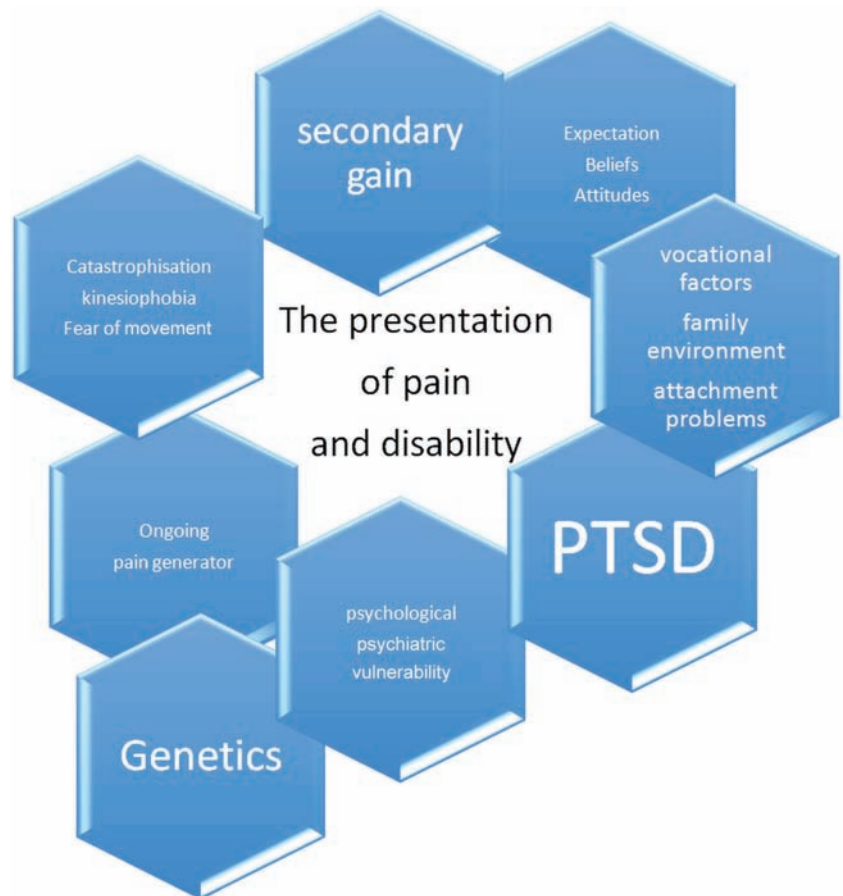 secondary
gain
Expectation
Beliefs
Attitudes
vocational
factors
family
environment
attachment
problems
Catastrophisation
kinesiophobia
Fear of movement
The presentation
of pain
and disability
PTSD
Ongoing
pain generator
psychological
psychiatric
vulnerability
Genetics